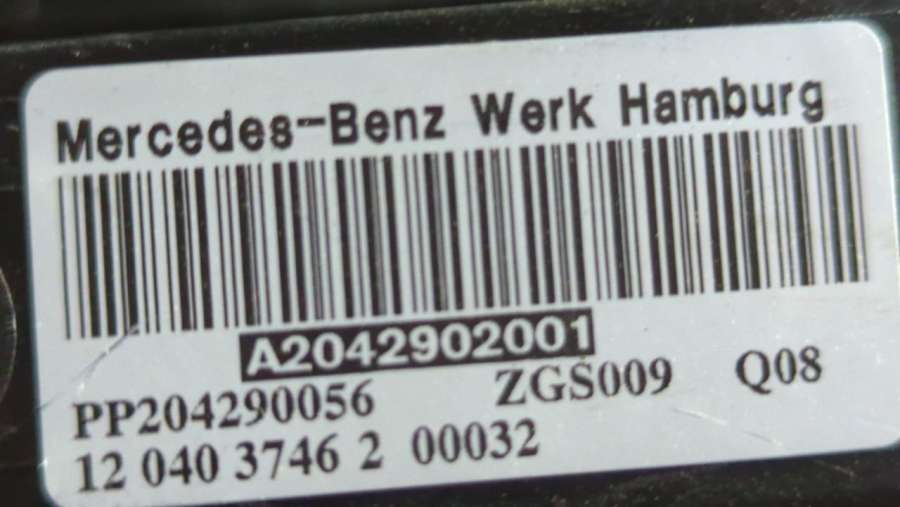 Mercedes-Benz Werk Hamburg
A2042902001
PP204290056 ZGS009 Q08
12 040 3746 2 00032